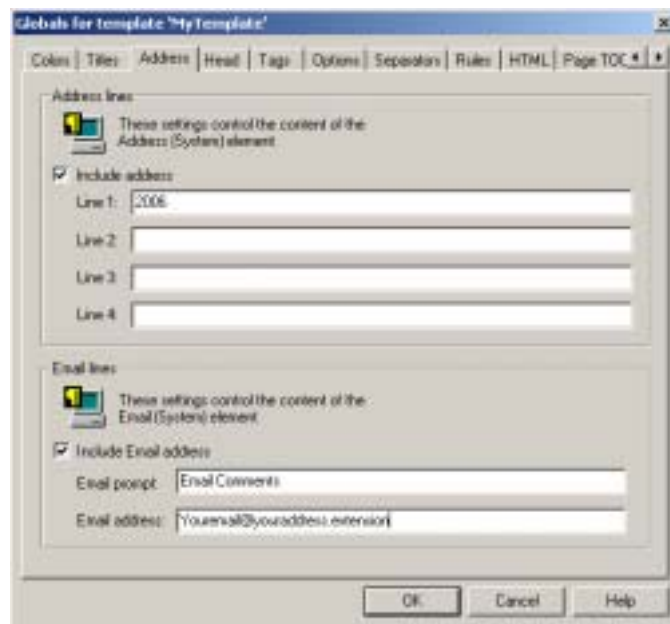 Globals for template 'MyTemplate'
Colors Titles Address Head Tags Options Separators Rules HTML Page TOC
Address lines
These settings control the content of the
Address (System) element
Include address
Line 1: 2006
Line 2:
Line 3:
Line 4:
Email lines
These settings control the content of the
Email (System) element
Include Email address
Email prompt: Email Comments
Email address: Youremail@youraddress.extension
OK Cancel Help